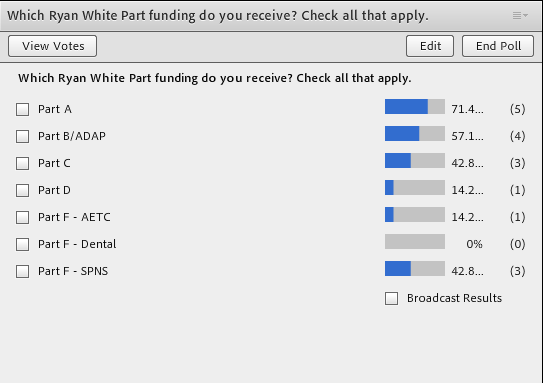 Which Ryan White Part funding do you receive? Check all that apply.
View Votes Edit End Poll
Which Ryan White Part funding do you receive? Check all that apply.
Part A 71.4... (5)
Part B/ADAP 57.1... (4)
Part C 42.8... (3)
Part D 14.2... (1)
Part F - AETC 14.2... (1)
Part F - Dental 0% (0)
Part F - SPNS 42.8... (3)
Broadcast Results